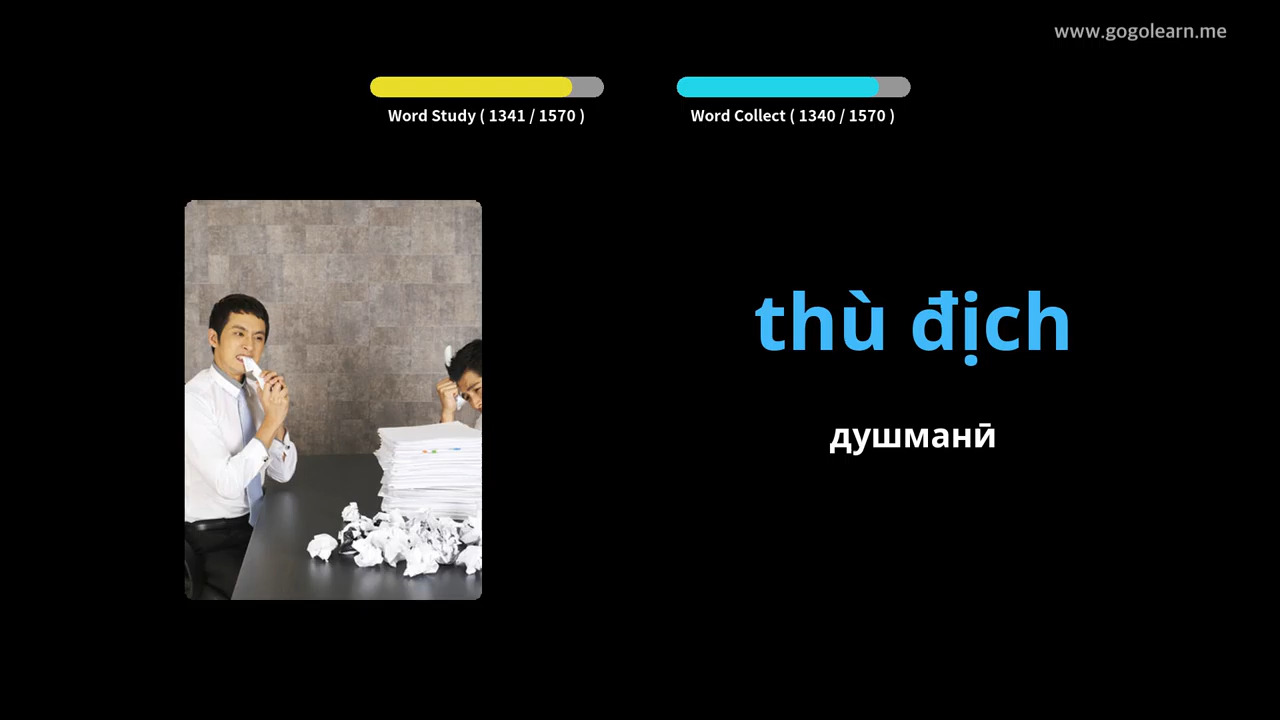 www.gogolearn.me
Word Study ( 1341 / 1570 )
Word Collect ( 1340 / 1570 )
thù địch
душманӣ